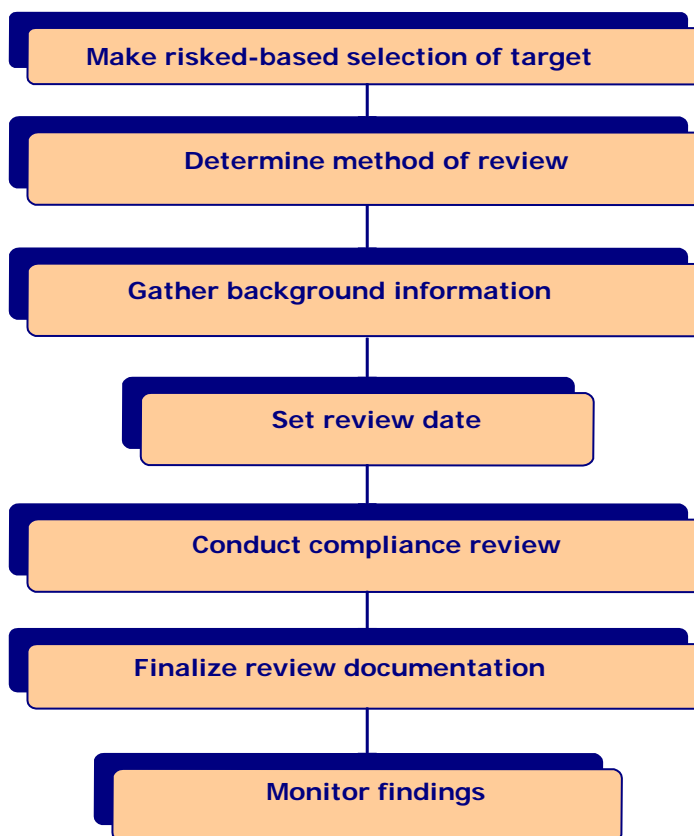 Make risked-based selection of target
Determine method of review
Gather background information
Set review date
Conduct compliance review
Finalize review documentation
Monitor findings